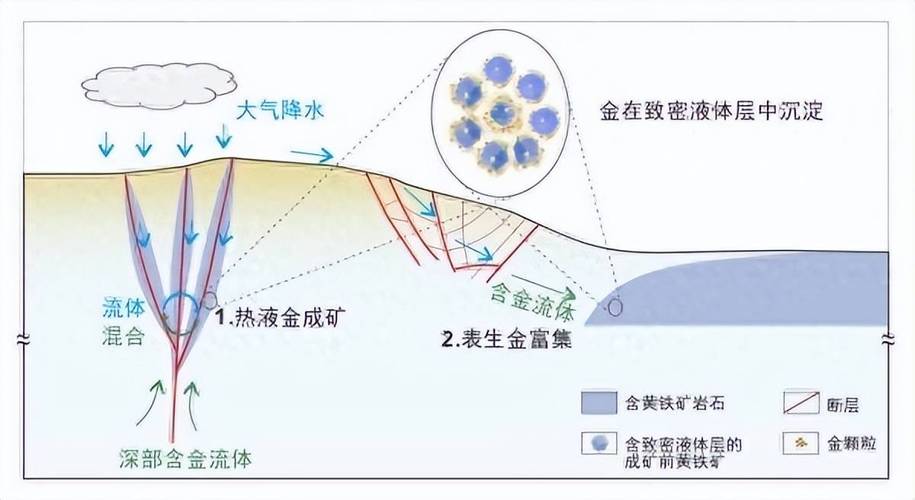 大气降水
金在致密液体层中沉淀
流体
混合
1.热液金成矿
含金流体
2.表生金富集
深部含金流体
含黄铁矿岩石
断层
含致密液体层的
成矿前黄铁矿
金颗粒